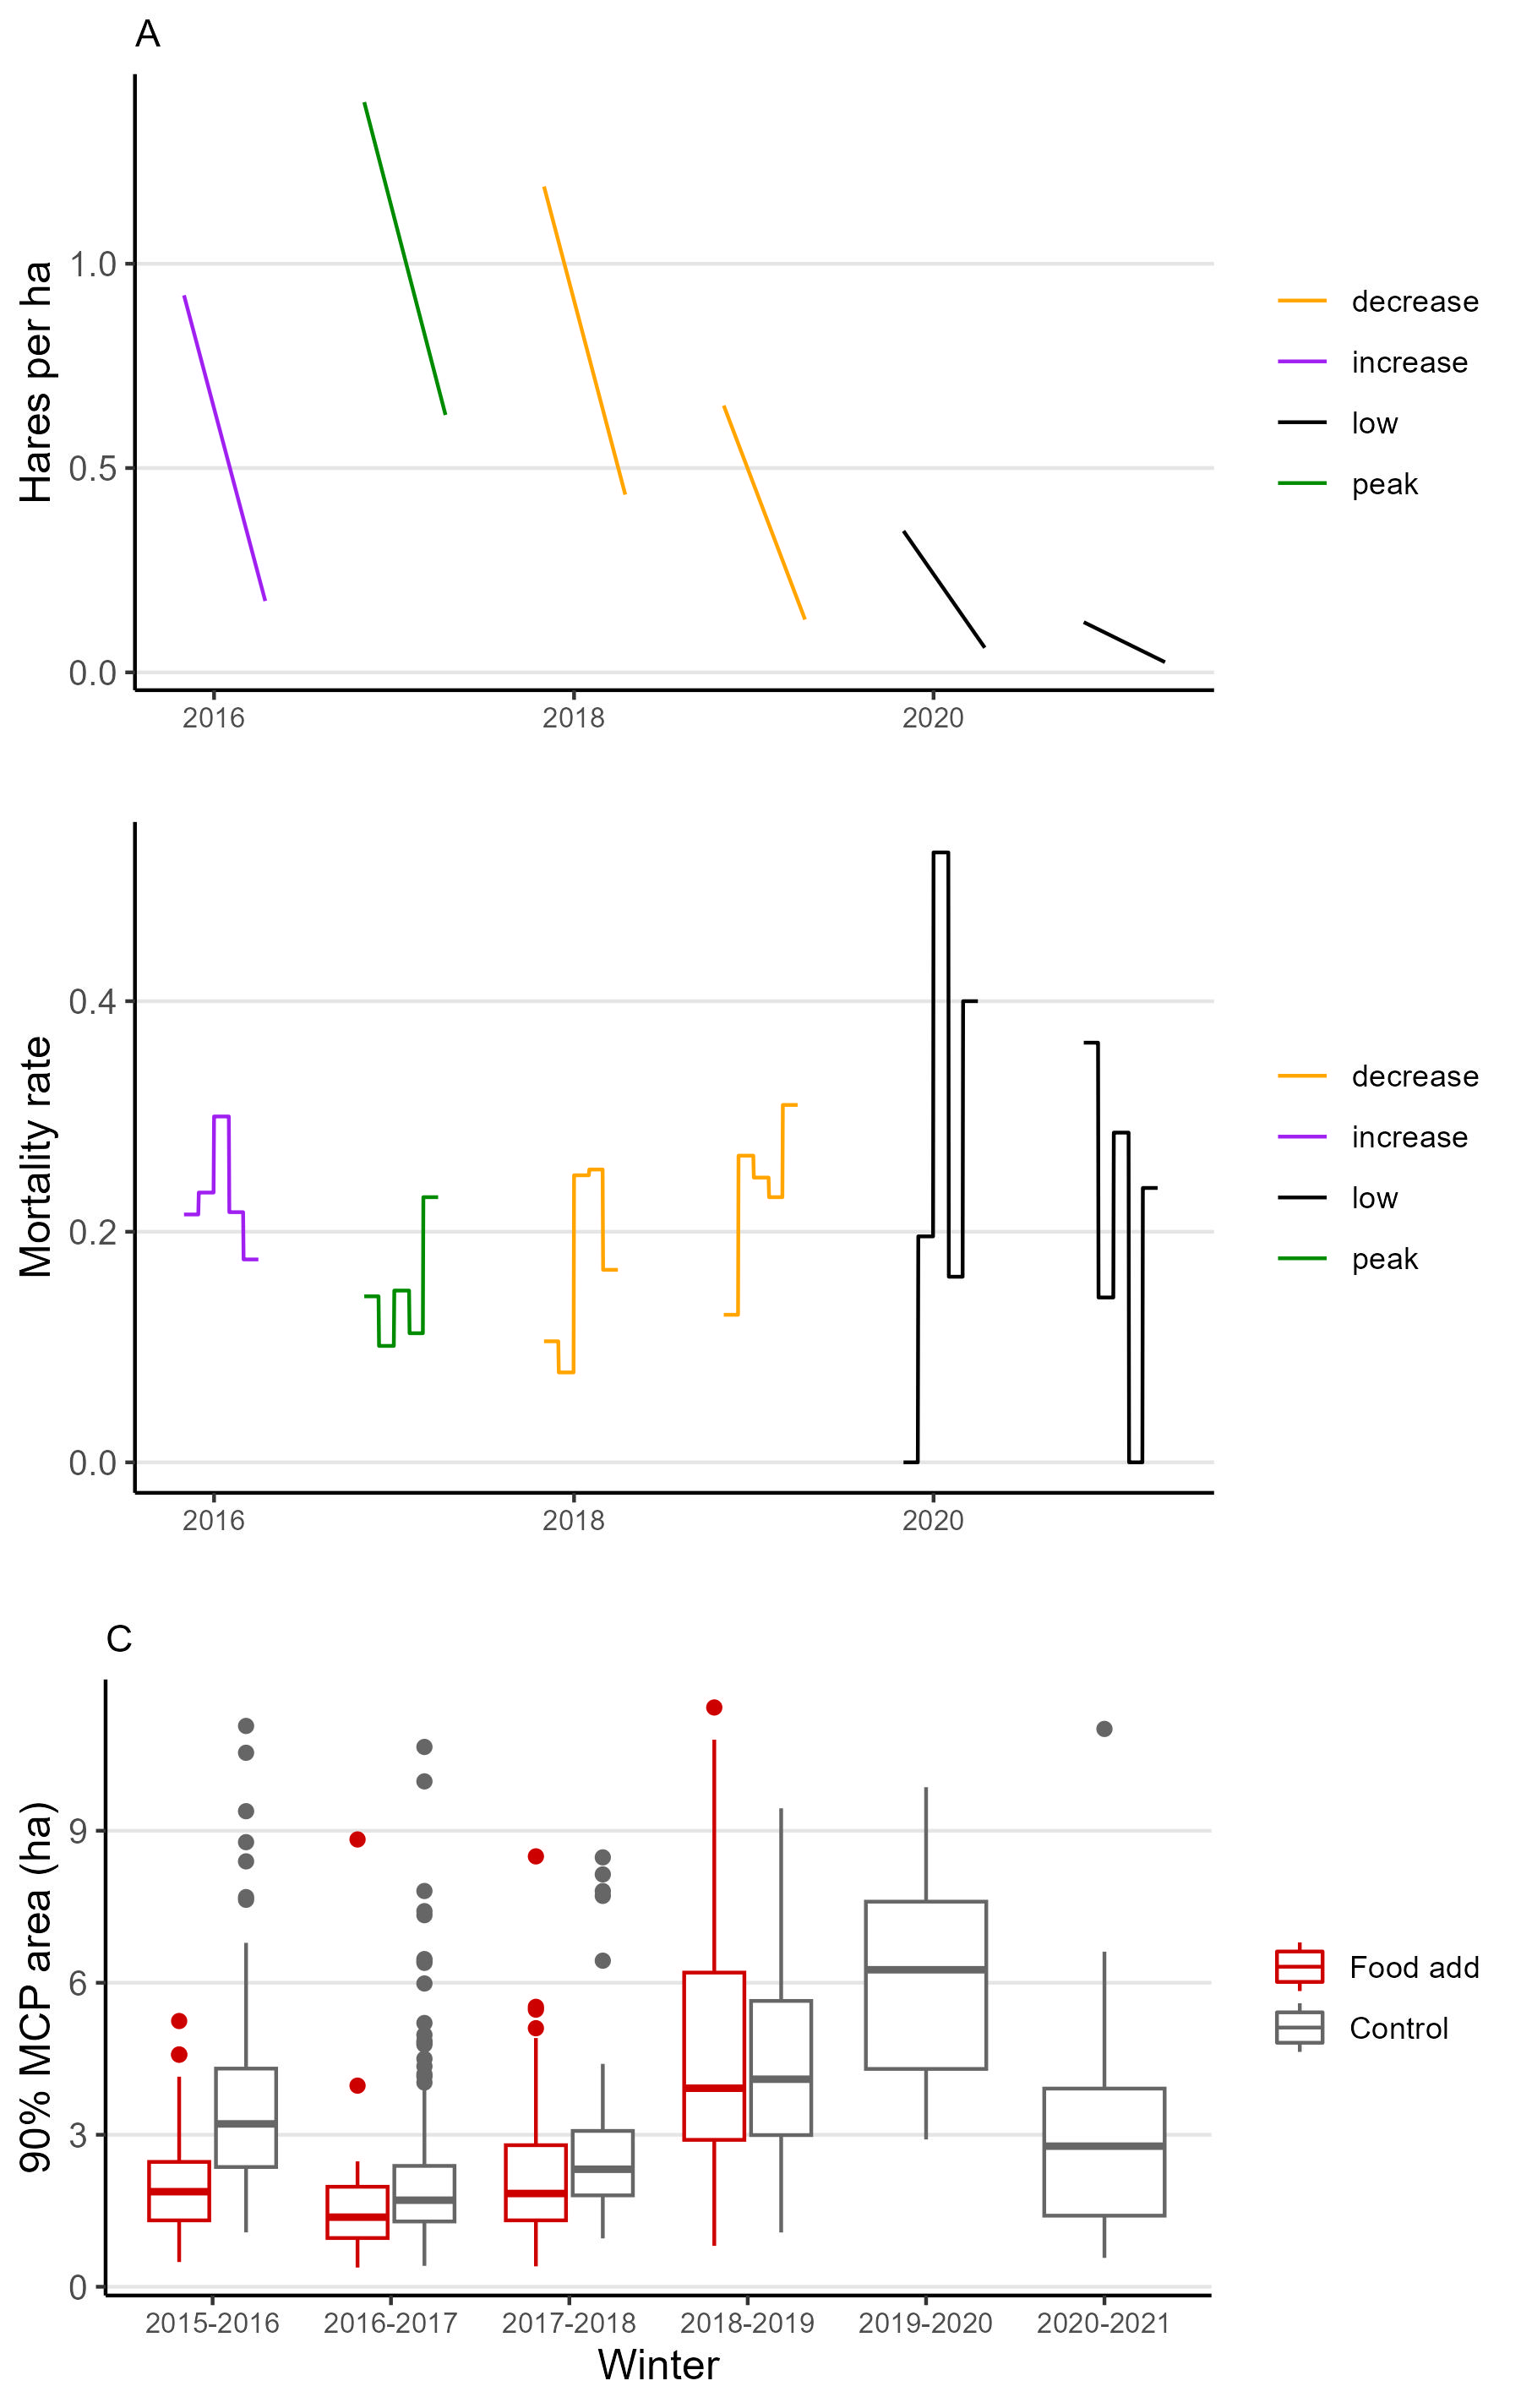 A
Hares per ha
1.0
0.5
0.0
2016 2018 2020
decrease
increase
low
peak
Mortality rate
0.4
0.2
0.0
2016 2018 2020
decrease
increase
low
peak
C
90% MCP area (ha)
9
6
3
0
2015-2016 2016-2017 2017-2018 2018-2019 2019-2020 2020-2021
Winter
Food add
Control